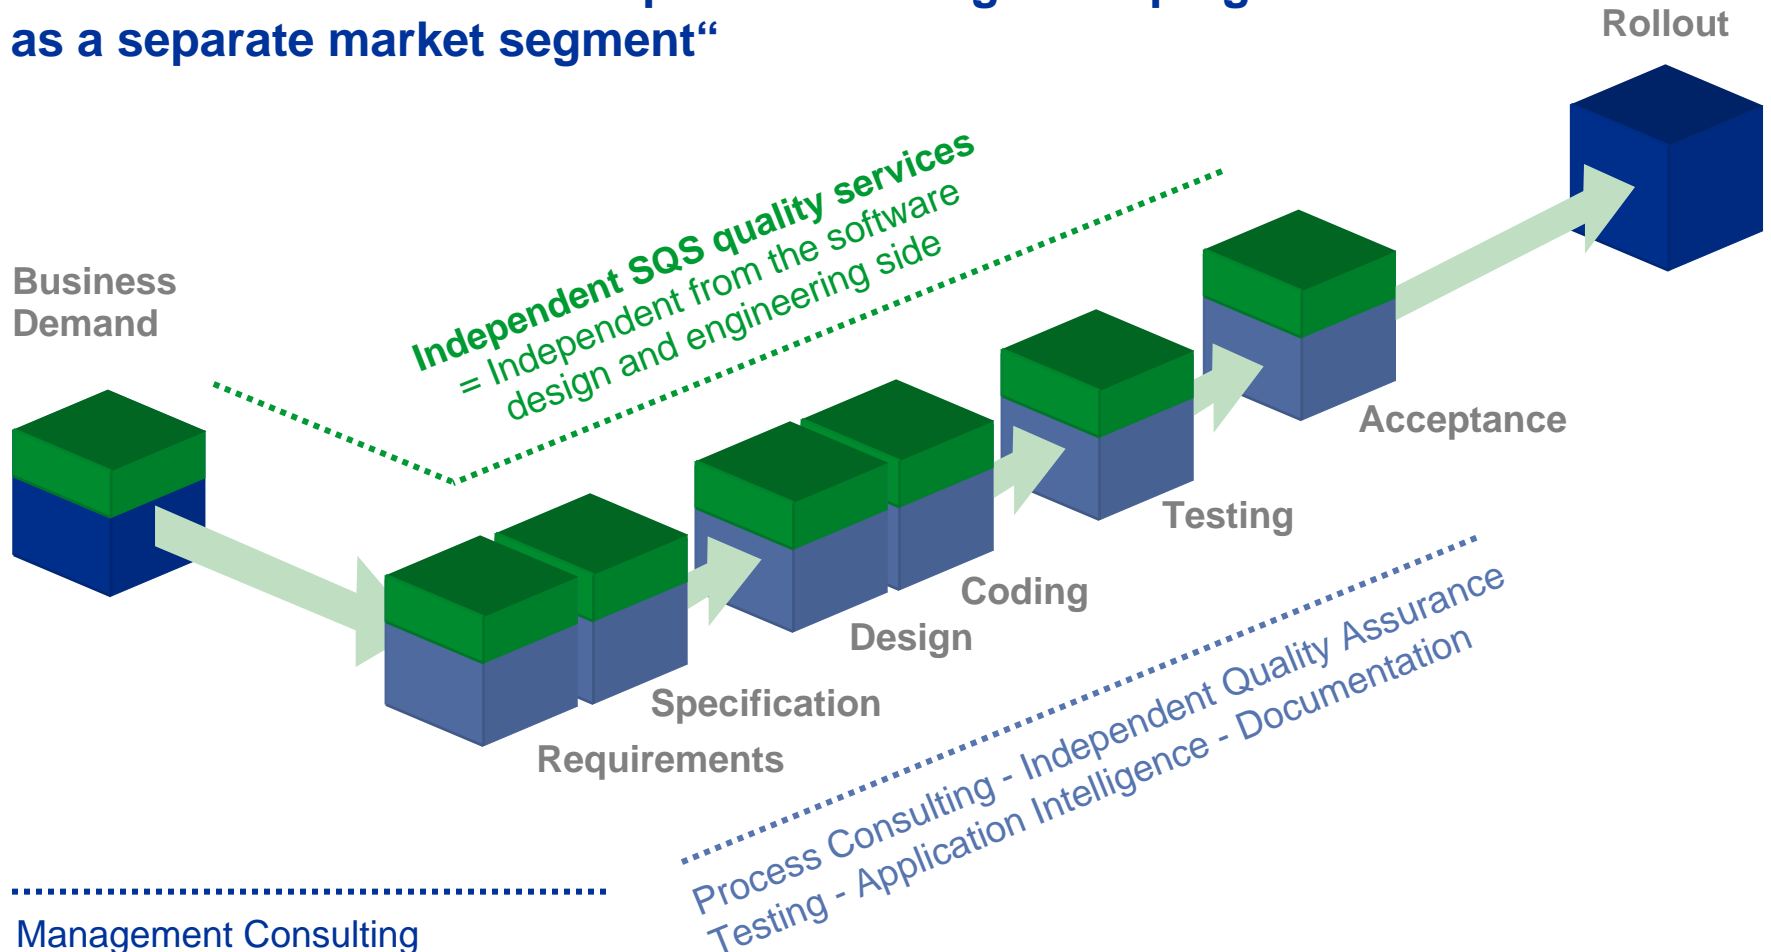 as a separate market segment“
Rollout
Independent SQS quality services
= Independent from the software
design and engineering side
Business
Demand
Acceptance
Testing
Coding
Design
Specification
Requirements
Process Consulting - Independent Quality Assurance
Testing - Application Intelligence - Documentation
Management Consulting